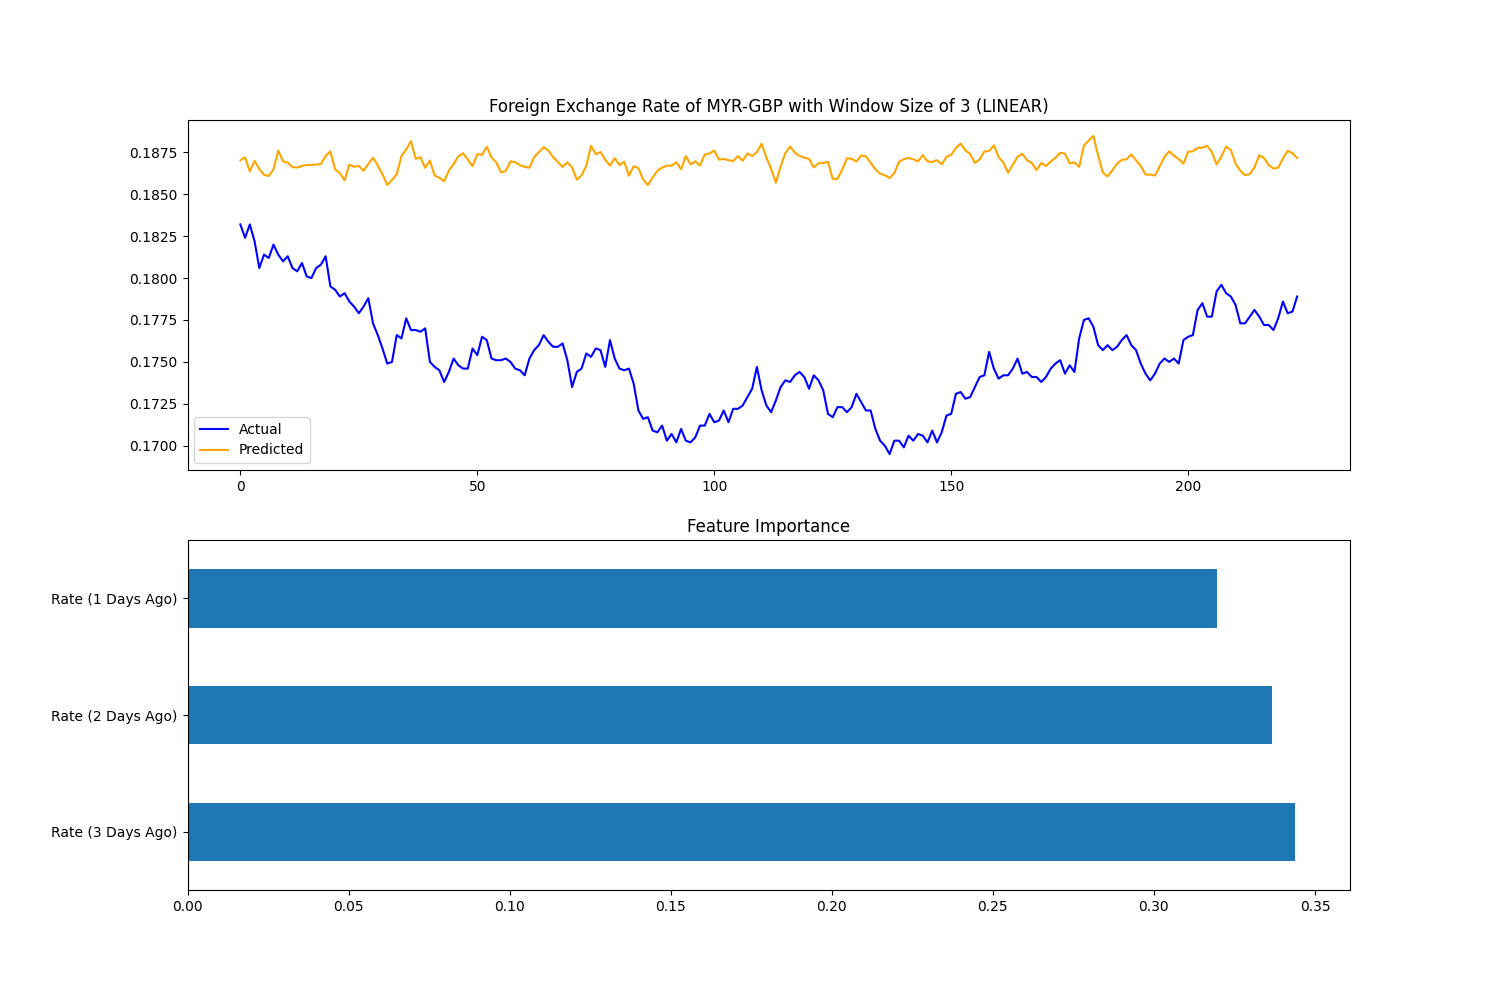 Foreign Exchange Rate of MYR-GBP with Window Size of 3 (LINEAR)
0.1875
0.1850
0.1825
0.1800
0.1775
0.1750
0.1725
0.1700
Actual
Predicted
0 50 100 150 200
Feature Importance
Rate (1 Days Ago)
Rate (2 Days Ago)
Rate (3 Days Ago)
0.00 0.05 0.10 0.15 0.20 0.25 0.30 0.35